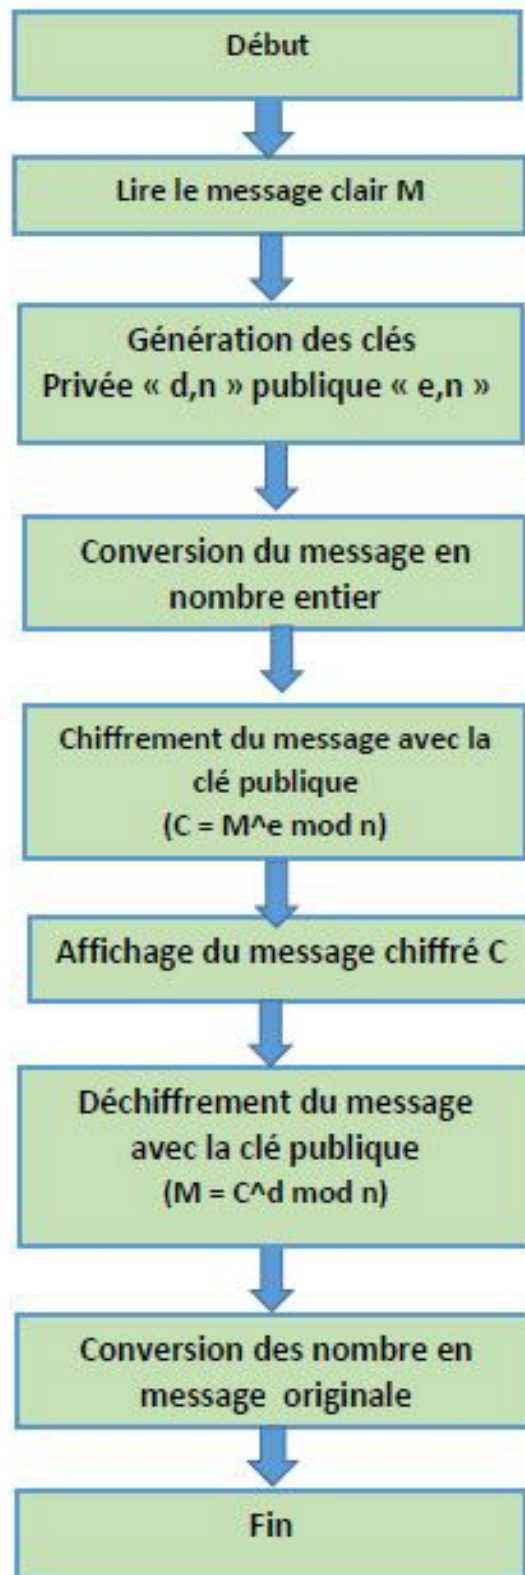 Début
Lire le message clair M
Génération des clés
Privée « d,n » publique « e,n »
Conversion du message en
nombre entier
Chiffrement du message avec la
clé publique
(C = M^e mod n)
Affichage du message chiffré C
Déchiffrement du message
avec la clé publique
(M = C^d mod n)
Conversion des nombre en
message originale
Fin